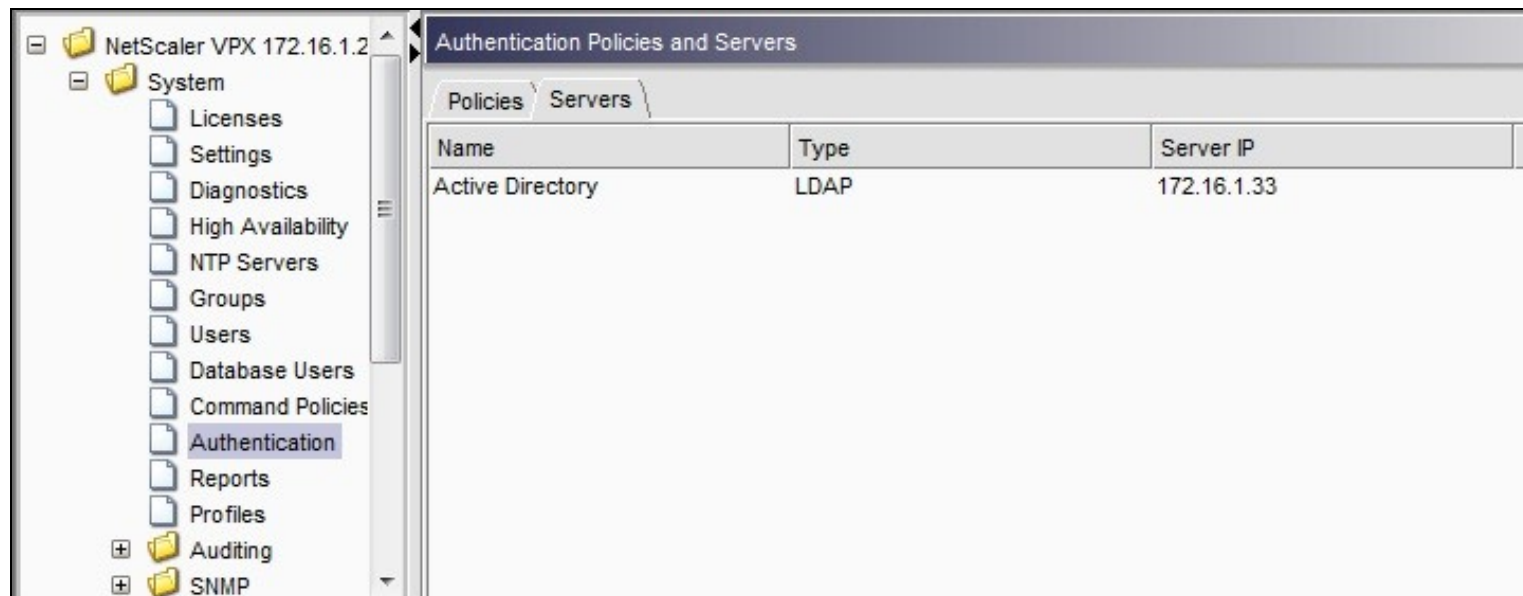 NetScaler VPX 172.16.1.2
System
Licenses
Settings
Diagnostics
High Availability
NTP Servers
Groups
Users
Database Users
Command Policies
Authentication
Reports
Profiles
Auditing
SNMP
Authentication Policies and Servers
Policies Servers
Name Type Server IP
Active Directory LDAP 172.16.1.33